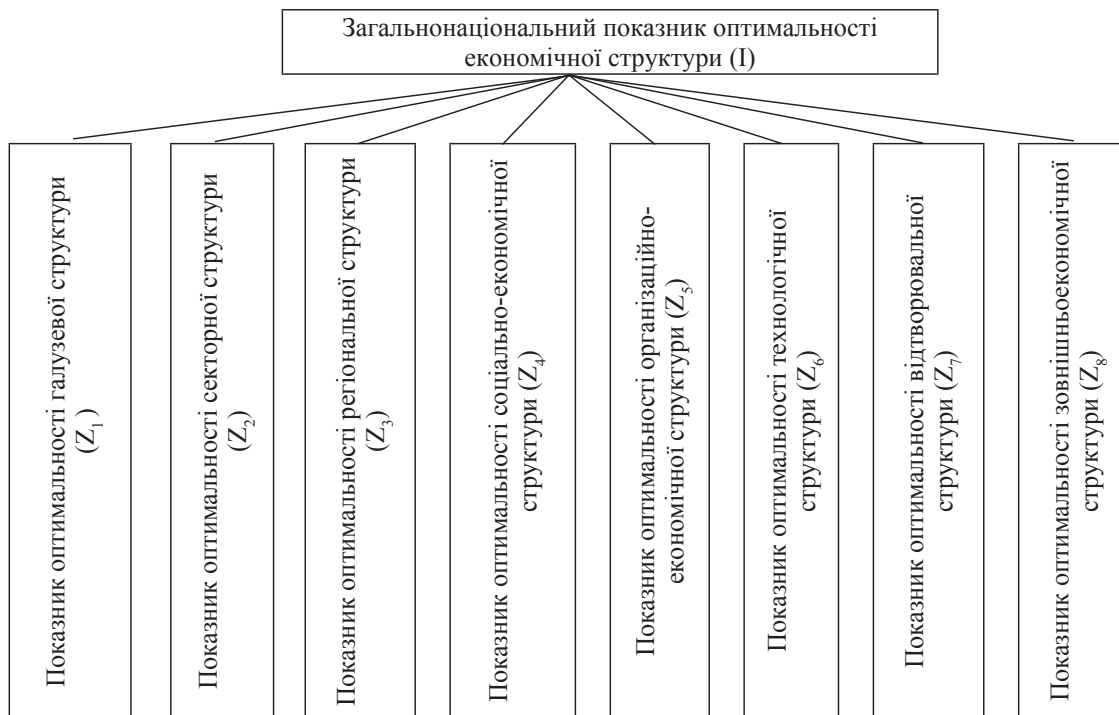 Загальнонаціональний показник оптимальності
економічної структури (I)
Показник оптимальності галузевої структури
(Z₁)
Показник оптимальності секторної структури
(Z₂)
Показник оптимальності регіональної структури
(Z₃)
Показник оптимальності соціально-економічної
структури (Z₄)
Показник оптимальності організаційно-
економічної структури (Z₅)
Показник оптимальності технологічної
структури (Z₆)
Показник оптимальності відтворювальної
структури (Z₇)
Показник оптимальності зовнішньоекономічної
структури (Z₈)